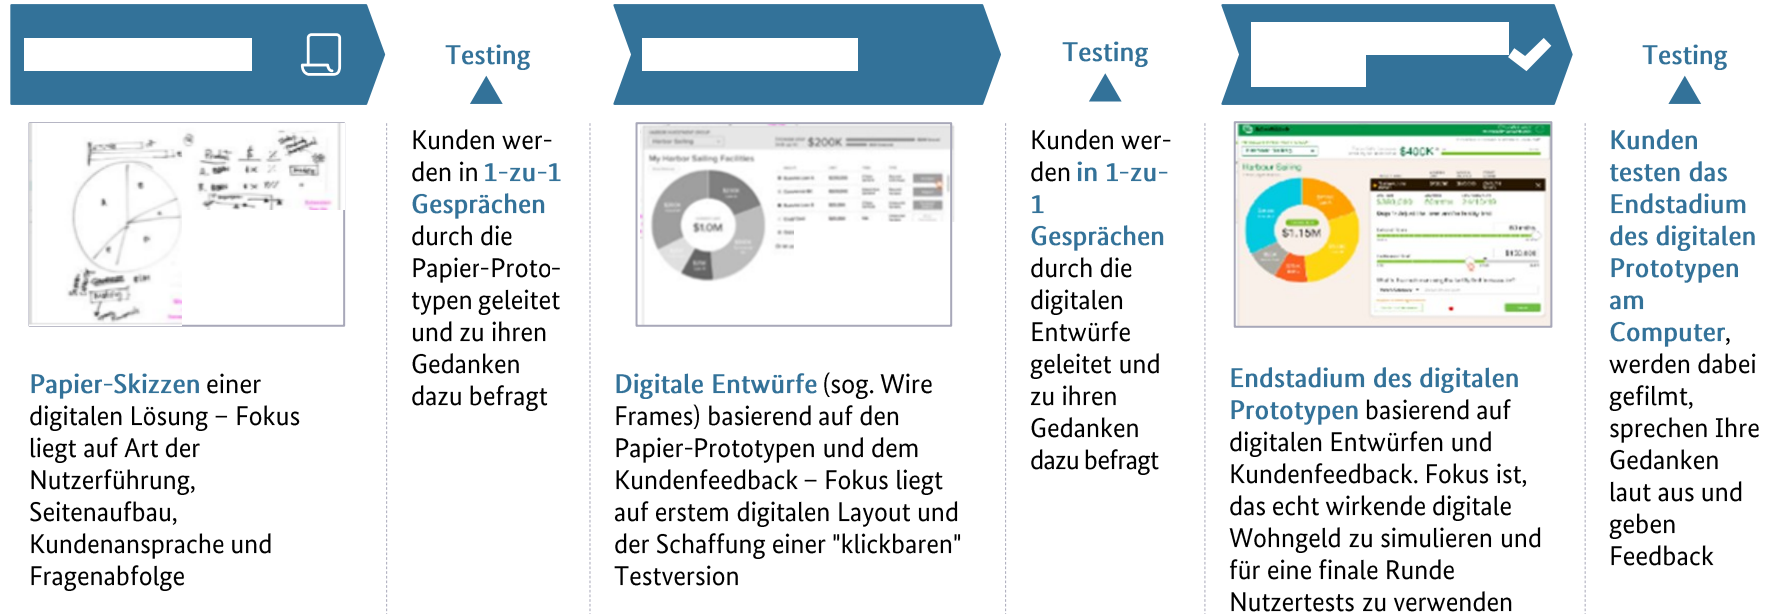 Testing
Kunden wer-
den in 1-zu-1
Gesprächen
durch die
Papier-Proto-
typen geleitet
und zu ihren
Gedanken
dazu befragt
Papier-Skizzen einer
digitalen Lösung – Fokus
liegt auf Art der
Nutzerführung,
Seitenaufbau,
Kundenansprache und
Fragenabfolge
Testing
Kunden wer-
den in 1-zu-
1
Gesprächen
durch die
digitalen
Entwürfe
geleitet und
zu ihren
Gedanken
dazu befragt
My Harbor Sailing Facilities
$200K
$1.0M
Digitale Entwürfe (sog. Wire
Frames) basierend auf den
Papier-Prototypen und dem
Kundenfeedback – Fokus liegt
auf erstem digitalen Layout und
der Schaffung einer "klickbaren"
Testversion
Testing
Kunden
testen das
Endstadium
des digitalen
Prototypen
am
Computer,
werden dabei
gefilmt,
sprechen Ihre
Gedanken
laut aus und
geben
Feedback
$400K
Harbour Sailing
$1.15M
Endstadium des digitalen
Prototypen basierend auf
digitalen Entwürfen und
Kundenfeedback. Fokus ist,
das echt wirkende digitale
Wohngeld zu simulieren und
für eine finale Runde
Nutzertests zu verwenden